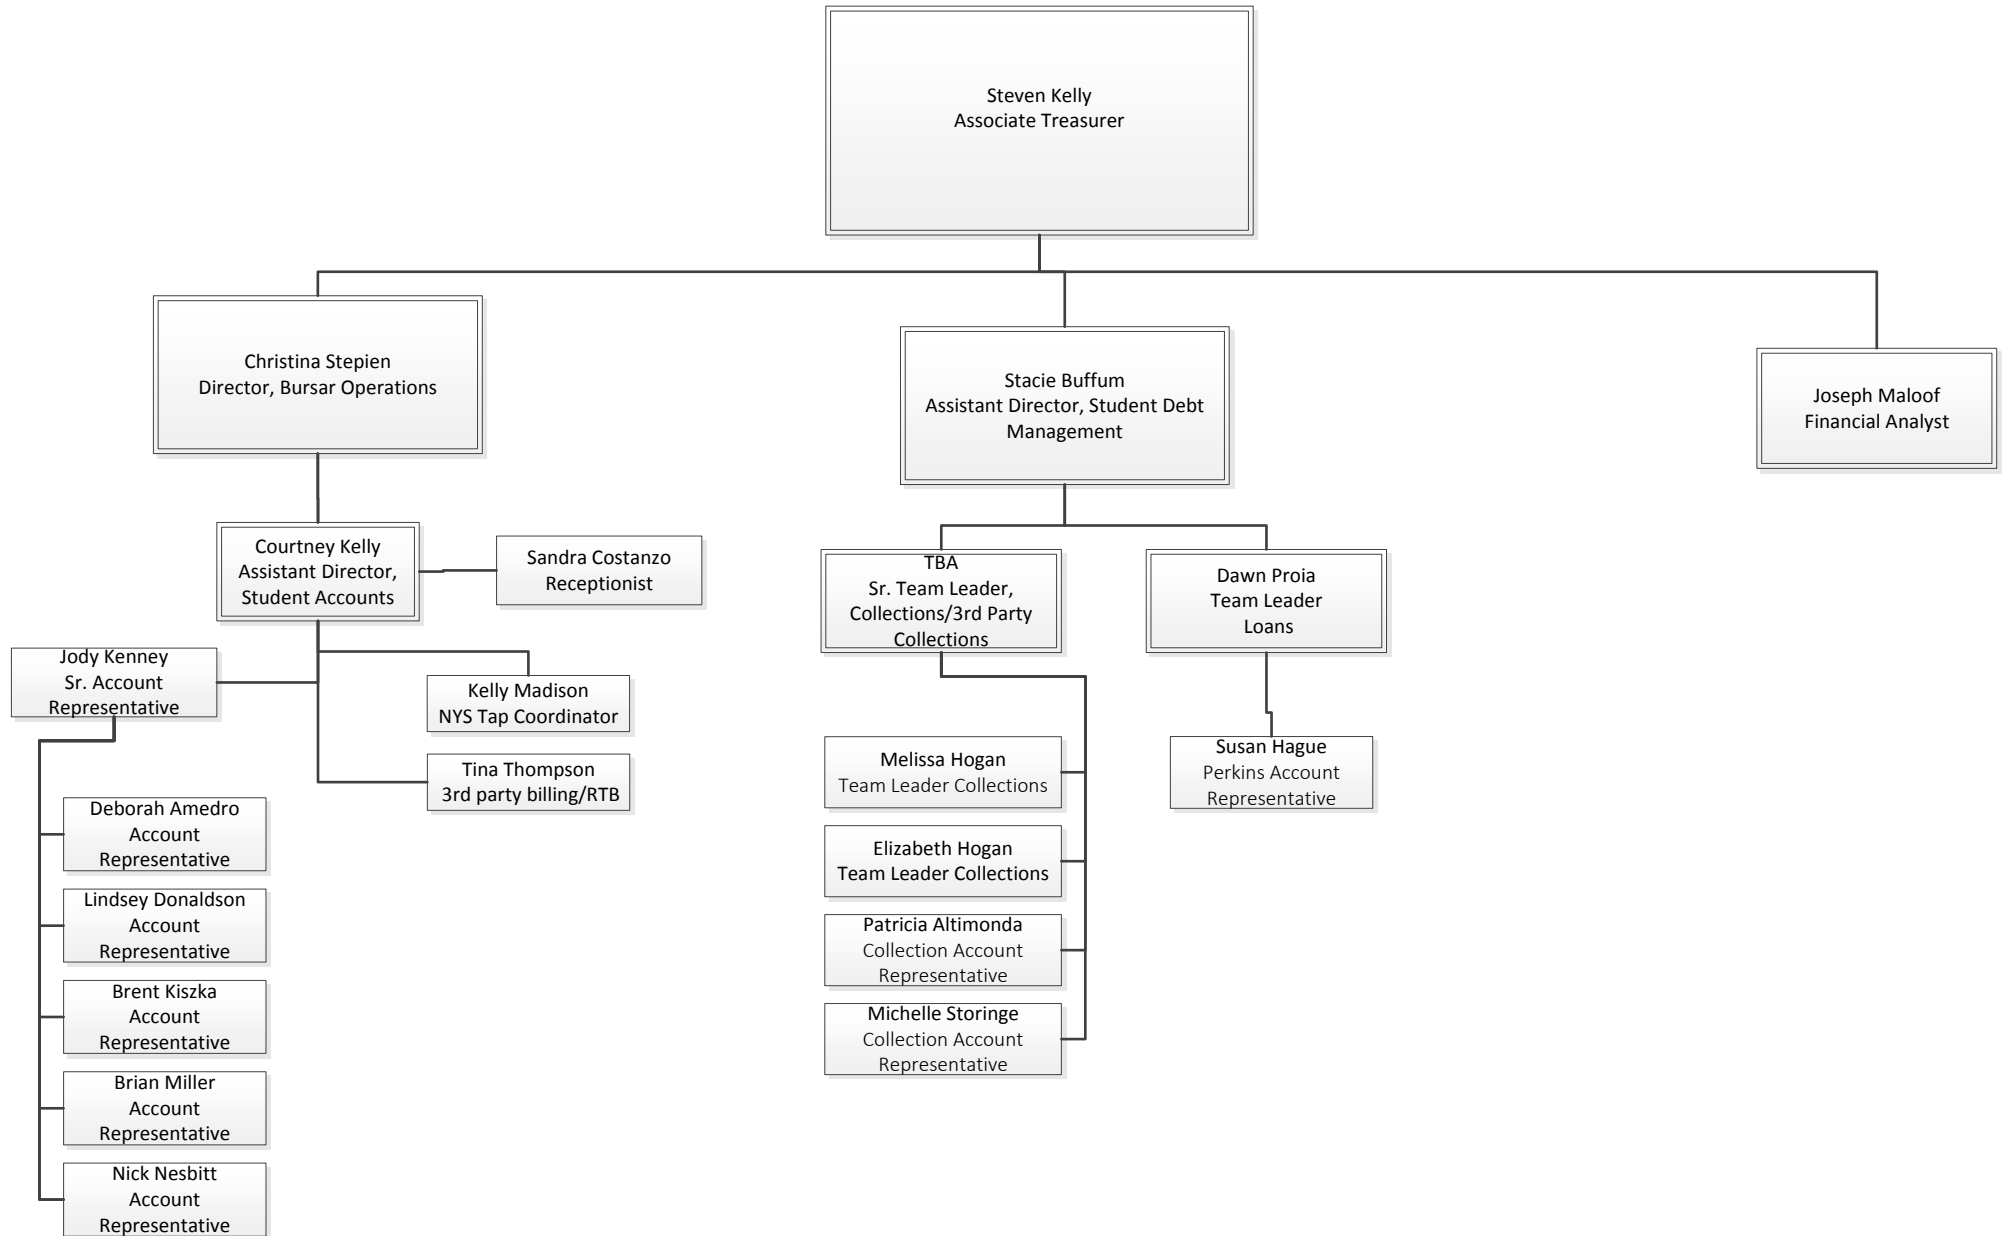 Steven Kelly
Associate Treasurer
Christina Stepien
Director, Bursar Operations
Stacie Buffum
Assistant Director, Student Debt
Management
Joseph Maloof
Financial Analyst
Courtney Kelly
Assistant Director,
Student Accounts
Sandra Costanzo
Receptionist
TBA
Sr. Team Leader,
Collections/3rd Party
Collections
Dawn Proia
Team Leader
Loans
Jody Kenney
Sr. Account
Representative
Kelly Madison
NYS Tap Coordinator
Tina Thompson
3rd party billing/RTB
Melissa Hogan
Team Leader Collections
Susan Hague
Perkins Account
Representative
Deborah Amedro
Account
Representative
Elizabeth Hogan
Team Leader Collections
Lindsey Donaldson
Account
Representative
Patricia Altimonda
Collection Account
Representative
Brent Kiszka
Account
Representative
Michelle Storinge
Collection Account
Representative
Brian Miller
Account
Representative
Nick Nesbitt
Account
Representative